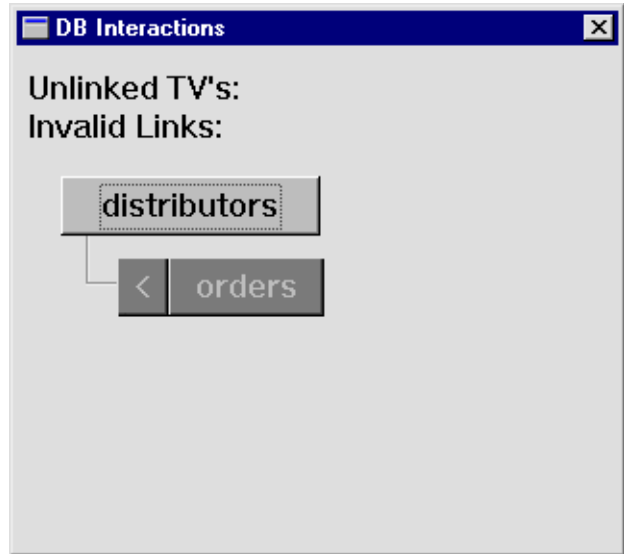 DB Interactions
Unlinked TV's:
Invalid Links:
distributors
< orders